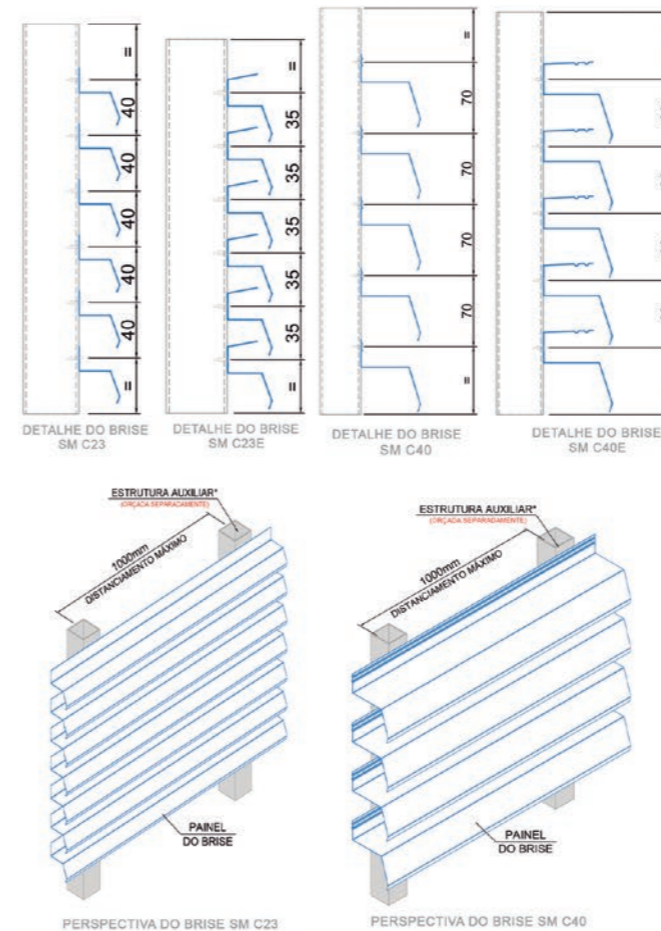 =
40
40
40
40
40
=
DETALHE DO BRISE
SM C23
=
35
35
35
35
35
=
DETALHE DO BRISE
SM C23E
=
70
70
70
70
=
DETALHE DO BRISE
SM C40
DETALHE DO BRISE
SM C40E
ESTRUTURA AUXILIAR*
(ORÇADA SEPARADAMENTE)
1000mm
DISTANCIAMENTO MÁXIMO
PAINEL
DO BRISE
PERSPECTIVA DO BRISE SM C23
ESTRUTURA AUXILIAR*
(ORÇADA SEPARADAMENTE)
1000mm
DISTANCIAMENTO MÁXIMO
PAINEL
DO BRISE
PERSPECTIVA DO BRISE SM C40